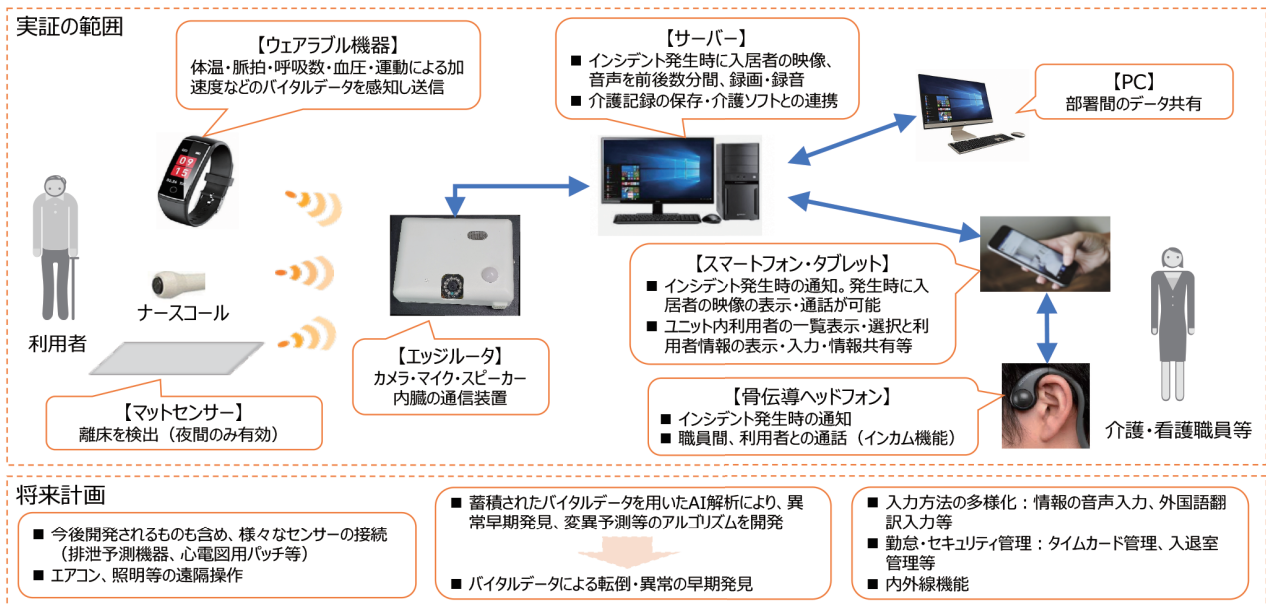 実証の範囲
【ウェアラブル機器】
体温・脈拍・呼吸数・血圧・運動による加
速度などのバイタルデータを感知し送信
【サーバー】
■ インシデント発生時に入居者の映像、
音声を前後数分間、録画・録音
■ 介護記録の保存・介護ソフトとの連携
【PC】
部署間のデータ共有
09
15
利用者
ナースコール
【マットセンサー】
離床を検出（夜間のみ有効）
【エッジルータ】
カメラ・マイク・スピーカー
内臓の通信装置
【スマートフォン・タブレット】
■ インシデント発生時の通知。発生時に入
居者の映像の表示・通話が可能
■ ユニット内利用者の一覧表示・選択と利
用者情報の表示・入力・情報共有等
【骨伝導ヘッドフォン】
■ インシデント発生時の通知
■ 職員間、利用者との通話（インカム機能）
介護・看護職員等
将来計画
■ 今後開発されるものも含め、様々なセンサーの接続
（排泄予測機器、心電図用パッチ等）
■ エアコン、照明等の遠隔操作
■ 蓄積されたバイタルデータを用いたAI解析により、異
常早期発見、変異予測等のアルゴリズムを開発
■ バイタルデータによる転倒・異常の早期発見
■ 入力方法の多様化：情報の音声入力、外国語翻
訳入力等
■ 勤怠・セキュリティ管理：タイムカード管理、入退室
管理等
■ 内外線機能